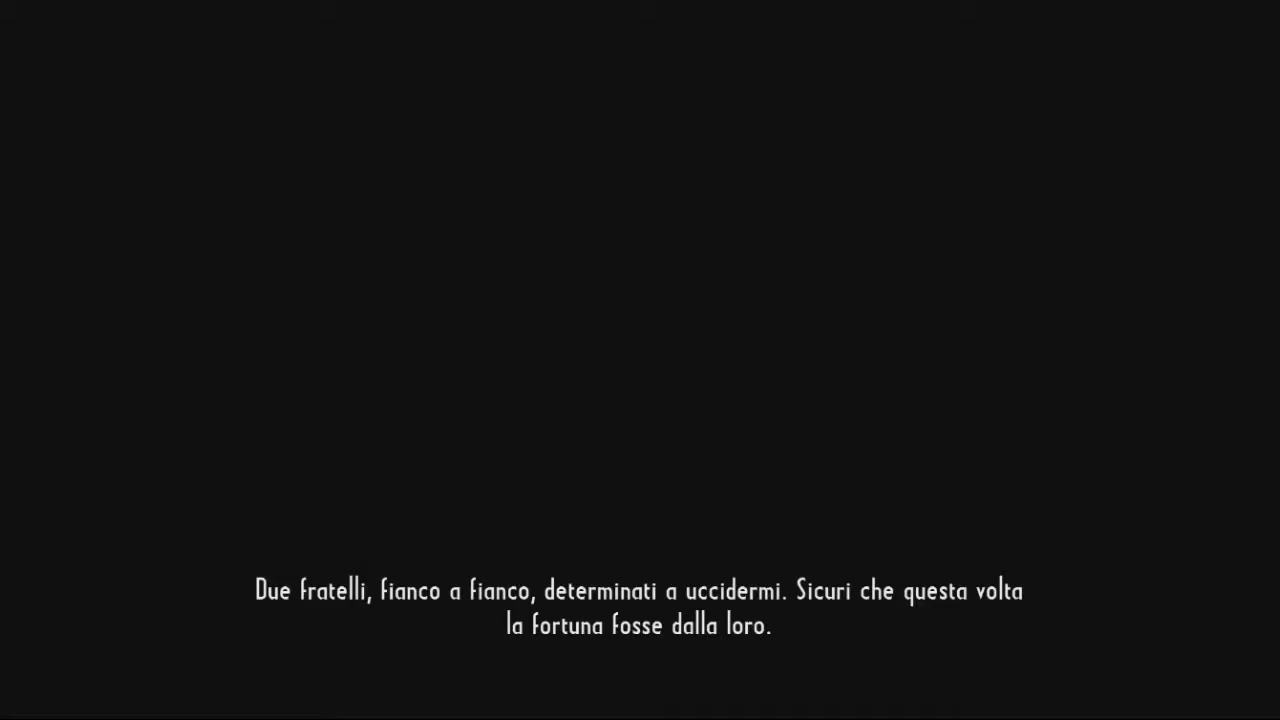 Due fratelli, fianco a fianco, determinati a uccidermi. Sicuri che questa volta
la fortuna fosse dalla loro.